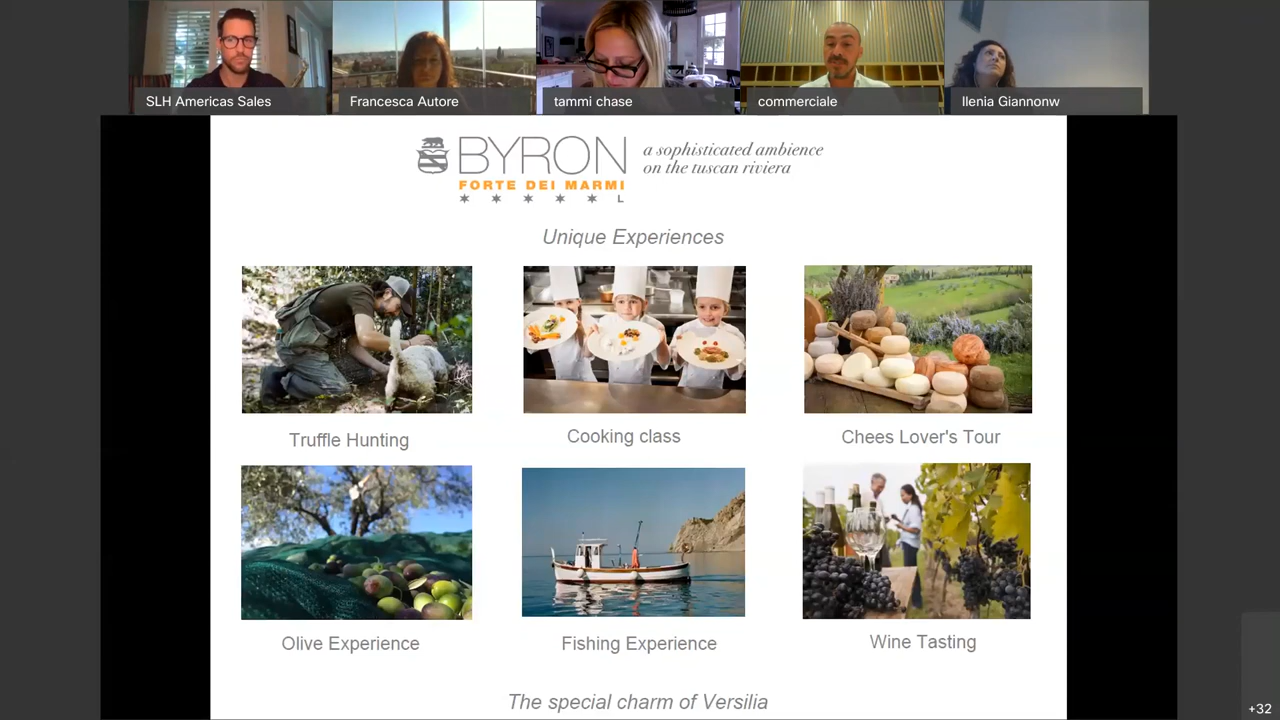 SLH Americas Sales
Francesca Autore
tammi chase
commerciale
Ilenia Giannonw
BYRON
FORTE DEI MARMI
L
a sophisticated ambience
on the tuscan riviera
Unique Experiences
Truffle Hunting
Cooking class
Chees Lover's Tour
Olive Experience
Fishing Experience
Wine Tasting
The special charm of Versilia
+32